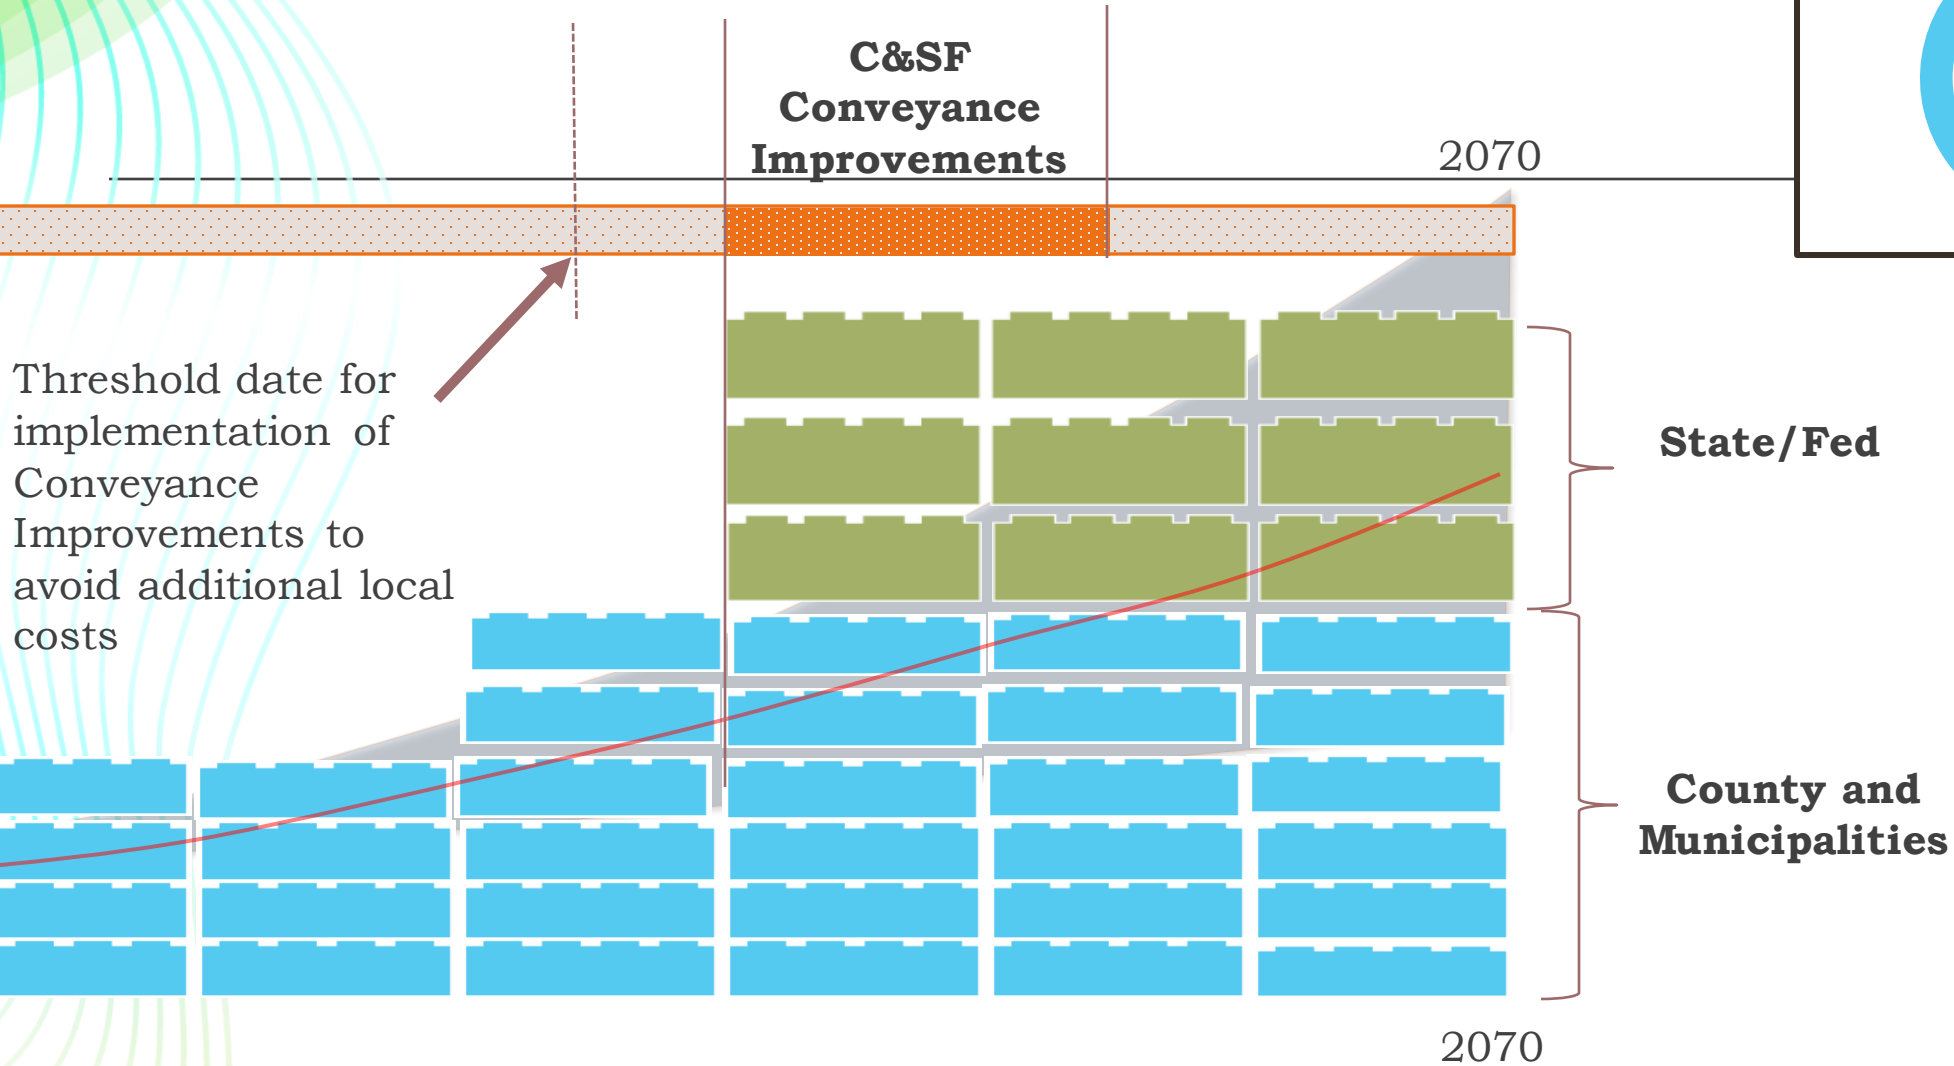 C&SF
Conveyance
Improvements
2070
Threshold date for
implementation of
Conveyance
Improvements to
avoid additional local
costs
State/Fed
County and
Municipalities
2070